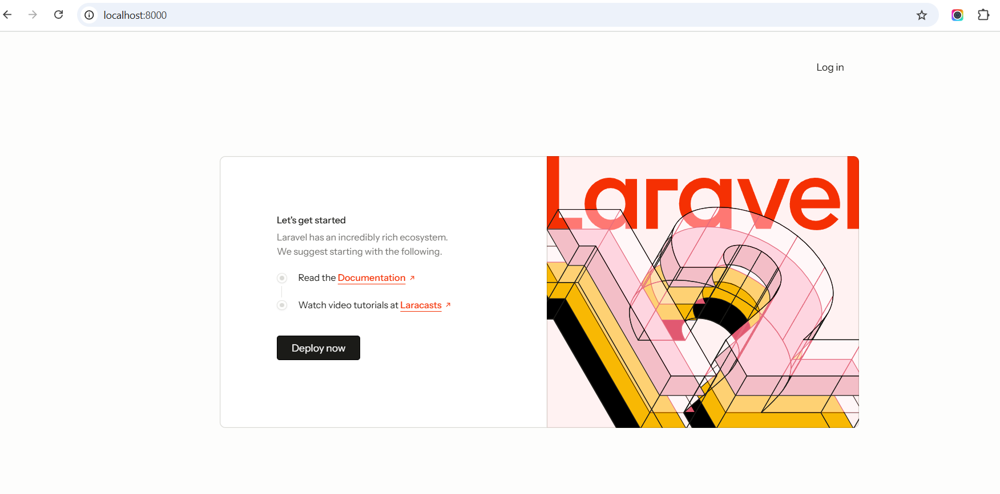 localhost:8000
Log in
Let's get started
Laravel has an incredibly rich ecosystem.
We suggest starting with the following.
Read the Documentation
Watch video tutorials at Laracasts
Deploy now
Laravel